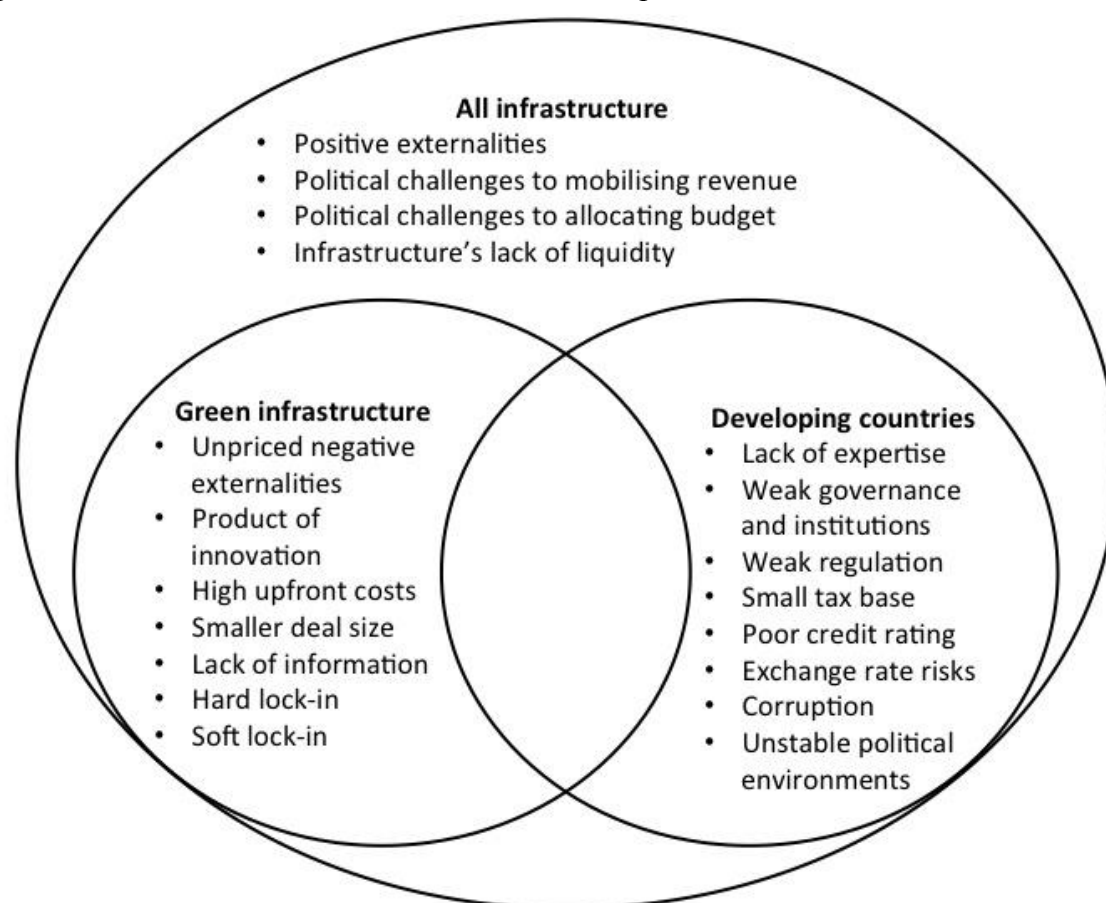 All infrastructure
• Positive externalities
• Political challenges to mobilising revenue
• Political challenges to allocating budget
• Infrastructure’s lack of liquidity
Green infrastructure
• Unpriced negative
externalities
• Product of
innovation
• High upfront costs
• Smaller deal size
• Lack of information
• Hard lock-in
• Soft lock-in
Developing countries
• Lack of expertise
• Weak governance
and institutions
• Weak regulation
• Small tax base
• Poor credit rating
• Exchange rate risks
• Corruption
• Unstable political
environments